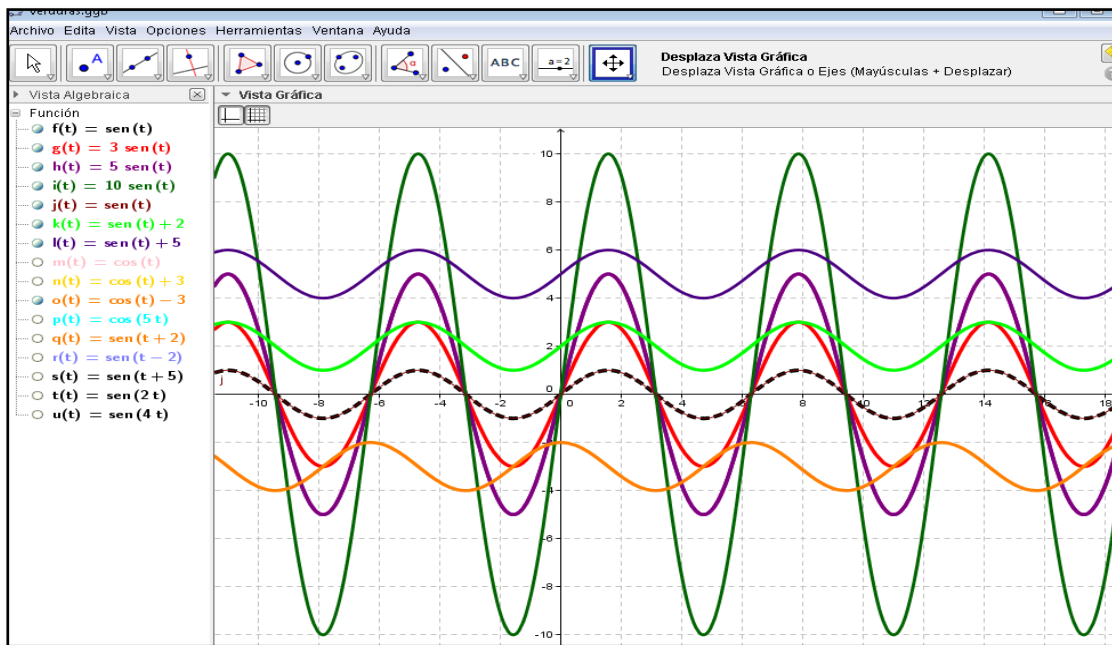 verduras.ggb
Archivo Edita Vista Opciones Herramientas Ventana Ayuda
A
α
ABC
a=2
Desplaza Vista Gráfica
Desplaza Vista Gráfica o Ejes (Mayúsculas + Desplazar)
Vista Algebraica
Vista Gráfica
Función
f(t) = sen(t)
g(t) = 3 sen(t)
h(t) = 5 sen(t)
i(t) = 10 sen(t)
j(t) = sen(t)
k(t) = sen(t) + 2
l(t) = sen(t) + 5
m(t) = cos(t)
n(t) = cos(t) + 3
o(t) = cos(t) − 3
p(t) = cos(5 t)
q(t) = sen(t + 2)
r(t) = sen(t − 2)
s(t) = sen(t + 5)
t(t) = sen(2 t)
u(t) = sen(4 t)
10
8
6
4
2
j
0
-10 -8 -6 -4 -2 0 2 4 6 8 10 12 14 16 18
-2
-4
-6
-8
-10